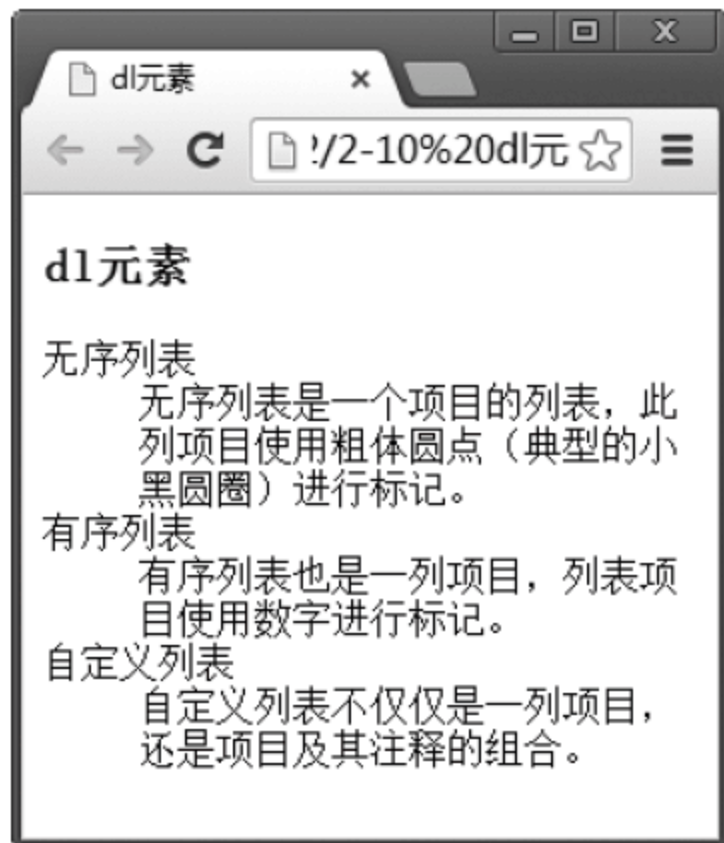 dl元素
!/2-10%20dl元
dl元素
无序列表
无序列表是一个项目的列表，此
列项目使用粗体圆点（典型的小
黑圆圈）进行标记。
有序列表
有序列表也是一列项目，列表项
目使用数字进行标记。
自定义列表
自定义列表不仅仅是一列项目，
还是项目及其注释的组合。